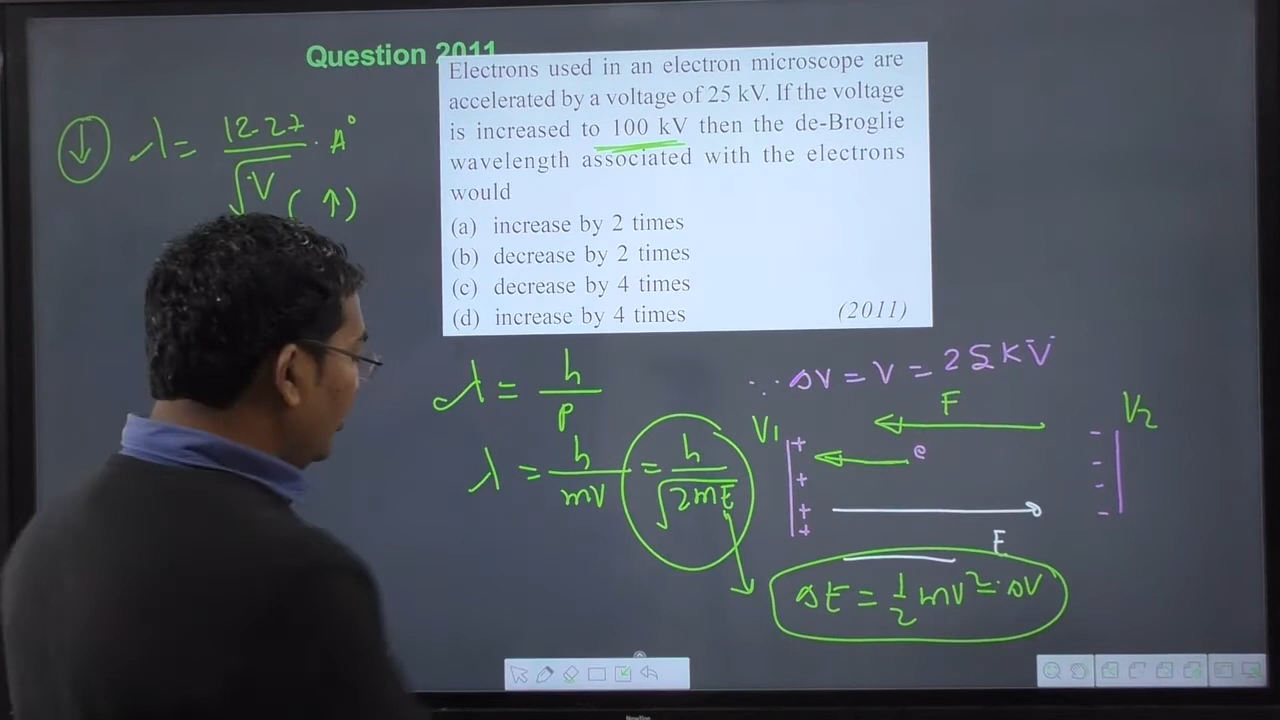 Question 2011
Electrons used in an electron microscope are
accelerated by a voltage of 25 kV. If the voltage
is increased to 100 kV then the de-Broglie
wavelength associated with the electrons
would
(a) increase by 2 times
(b) decrease by 2 times
(c) decrease by 4 times
(d) increase by 4 times
(2011)
↓ λ = 12.27/√V . A° (↑)
λ = h/p
λ = h/mv = h/√2mE
∴ ΔV = V = 25KV
F
V1
V2
e
+
+
+
+
-
-
-
-
E
ΔE = 1/2 mv² = . ΔV